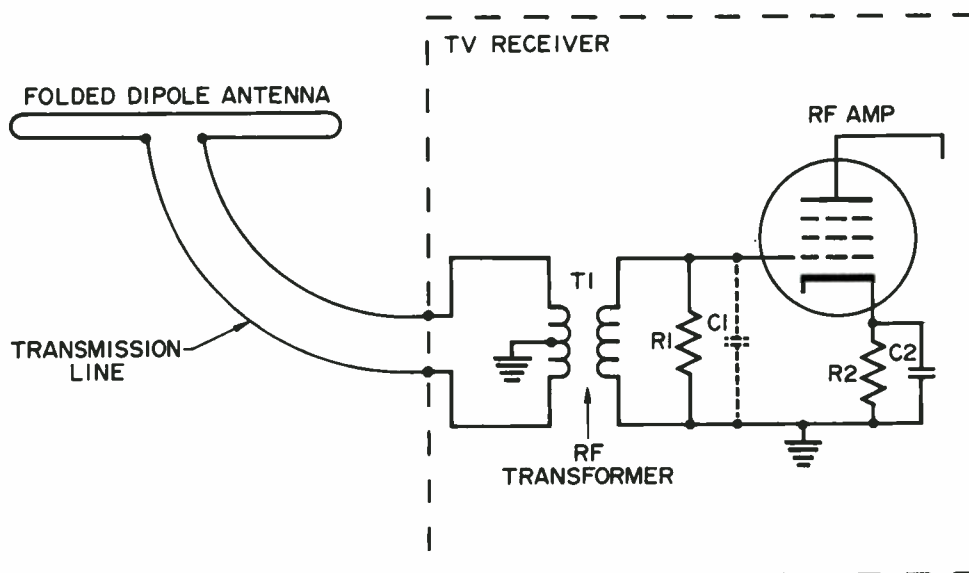 TV RECEIVER
FOLDED DIPOLE ANTENNA
RF AMP
T1
R1
C1
C2
R2
TRANSMISSION
LINE
RF
TRANSFORMER